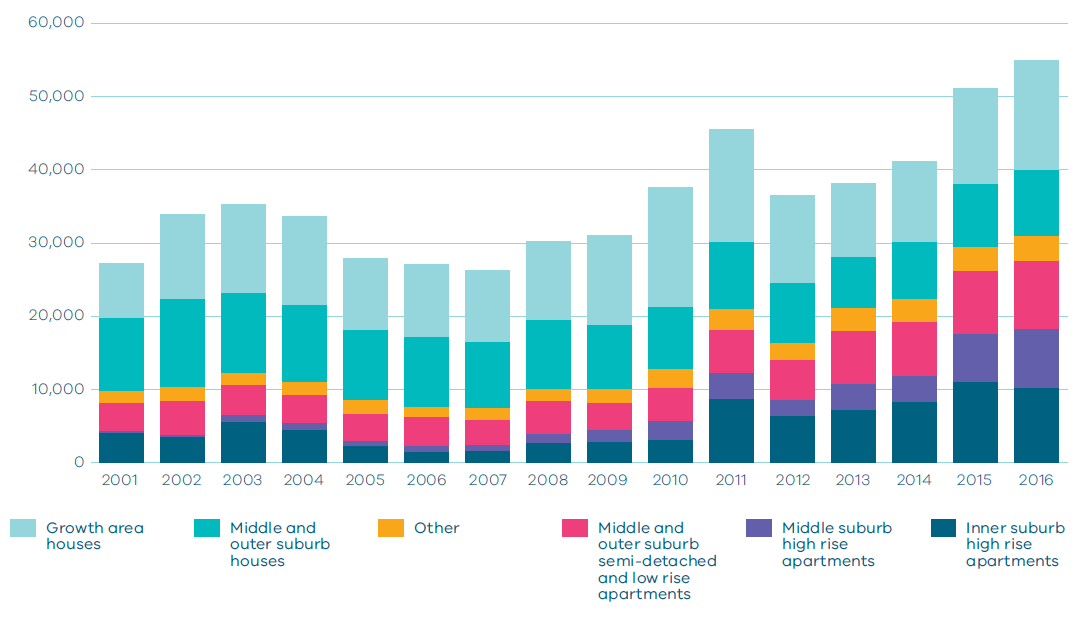 60,000
50,000
40,000
30,000
20,000
10,000
0
2001 2002 2003 2004 2005 2006 2007 2008 2009 2010 2011 2012 2013 2014 2015 2016
Growth area
houses
Middle and
outer suburb
houses
Other
Middle and
outer suburb
semi-detached
and low rise
apartments
Middle suburb
high rise
apartments
Inner suburb
high rise
apartments